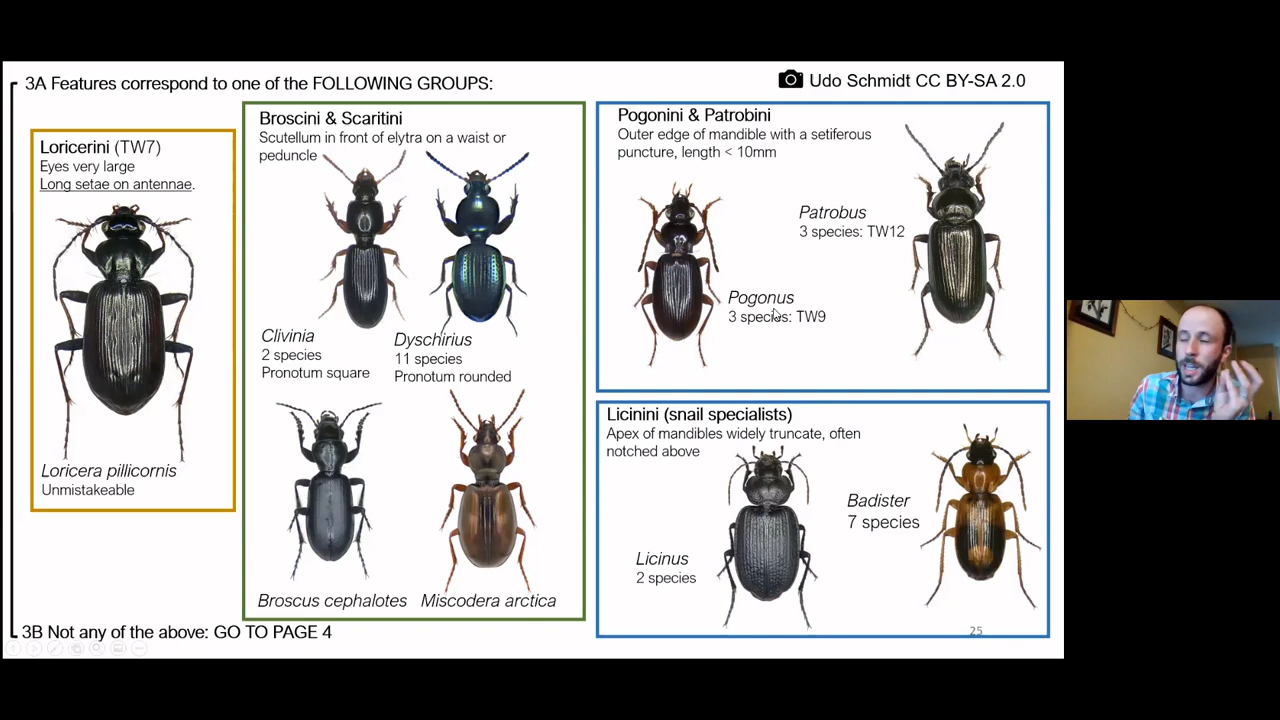 3A Features correspond to one of the FOLLOWING GROUPS:
Udo Schmidt CC BY-SA 2.0
Loricerini (TW7)
Eyes very large
Long setae on antennae.
Loricera pillicornis
Unmistakeable
Broscini & Scaritini
Scutellum in front of elytra on a waist or
peduncle
Clivinia
2 species
Pronotum square
Dyschirius
11 species
Pronotum rounded
Broscus cephalotes
Miscodera arctica
Pogonini & Patrobini
Outer edge of mandible with a setiferous
puncture, length < 10mm
Patrobus
3 species: TW12
Pogonus
3 species: TW9
Licinini (snail specialists)
Apex of mandibles widely truncate, often
notched above
Licinus
2 species
Badister
7 species
25
3B Not any of the above: GO TO PAGE 4